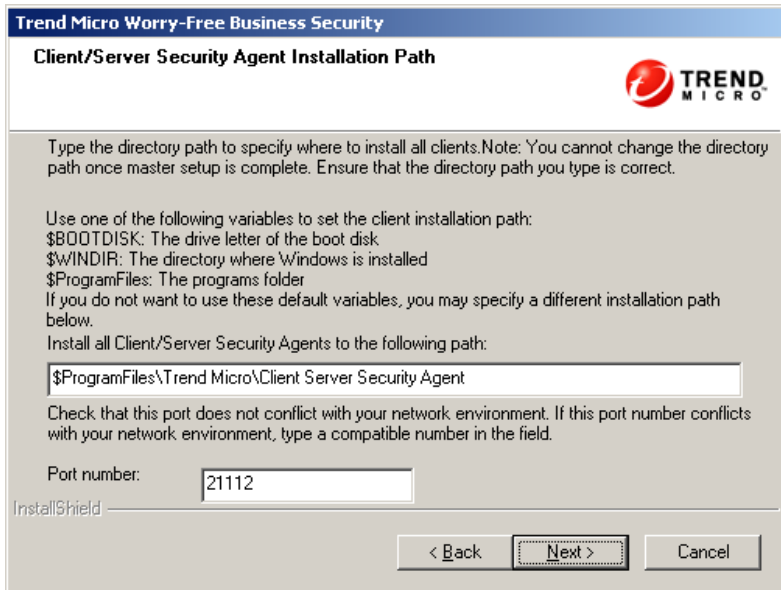 Trend Micro Worry-Free Business Security
Client/Server Security Agent Installation Path
TREND
MICRO
Type the directory path to specify where to install all clients.Note: You cannot change the directory
path once master setup is complete. Ensure that the directory path you type is correct.
Use one of the following variables to set the client installation path:
$BOOTDISK: The drive letter of the boot disk
$WINDIR: The directory where Windows is installed
$ProgramFiles: The programs folder
If you do not want to use these default variables, you may specify a different installation path
below.
Install all Client/Server Security Agents to the following path:
$ProgramFiles\Trend Micro\Client Server Security Agent
Check that this port does not conflict with your network environment. If this port number conflicts
with your network environment, type a compatible number in the field.
Port number:
21112
InstallShield
< Back
Next >
Cancel